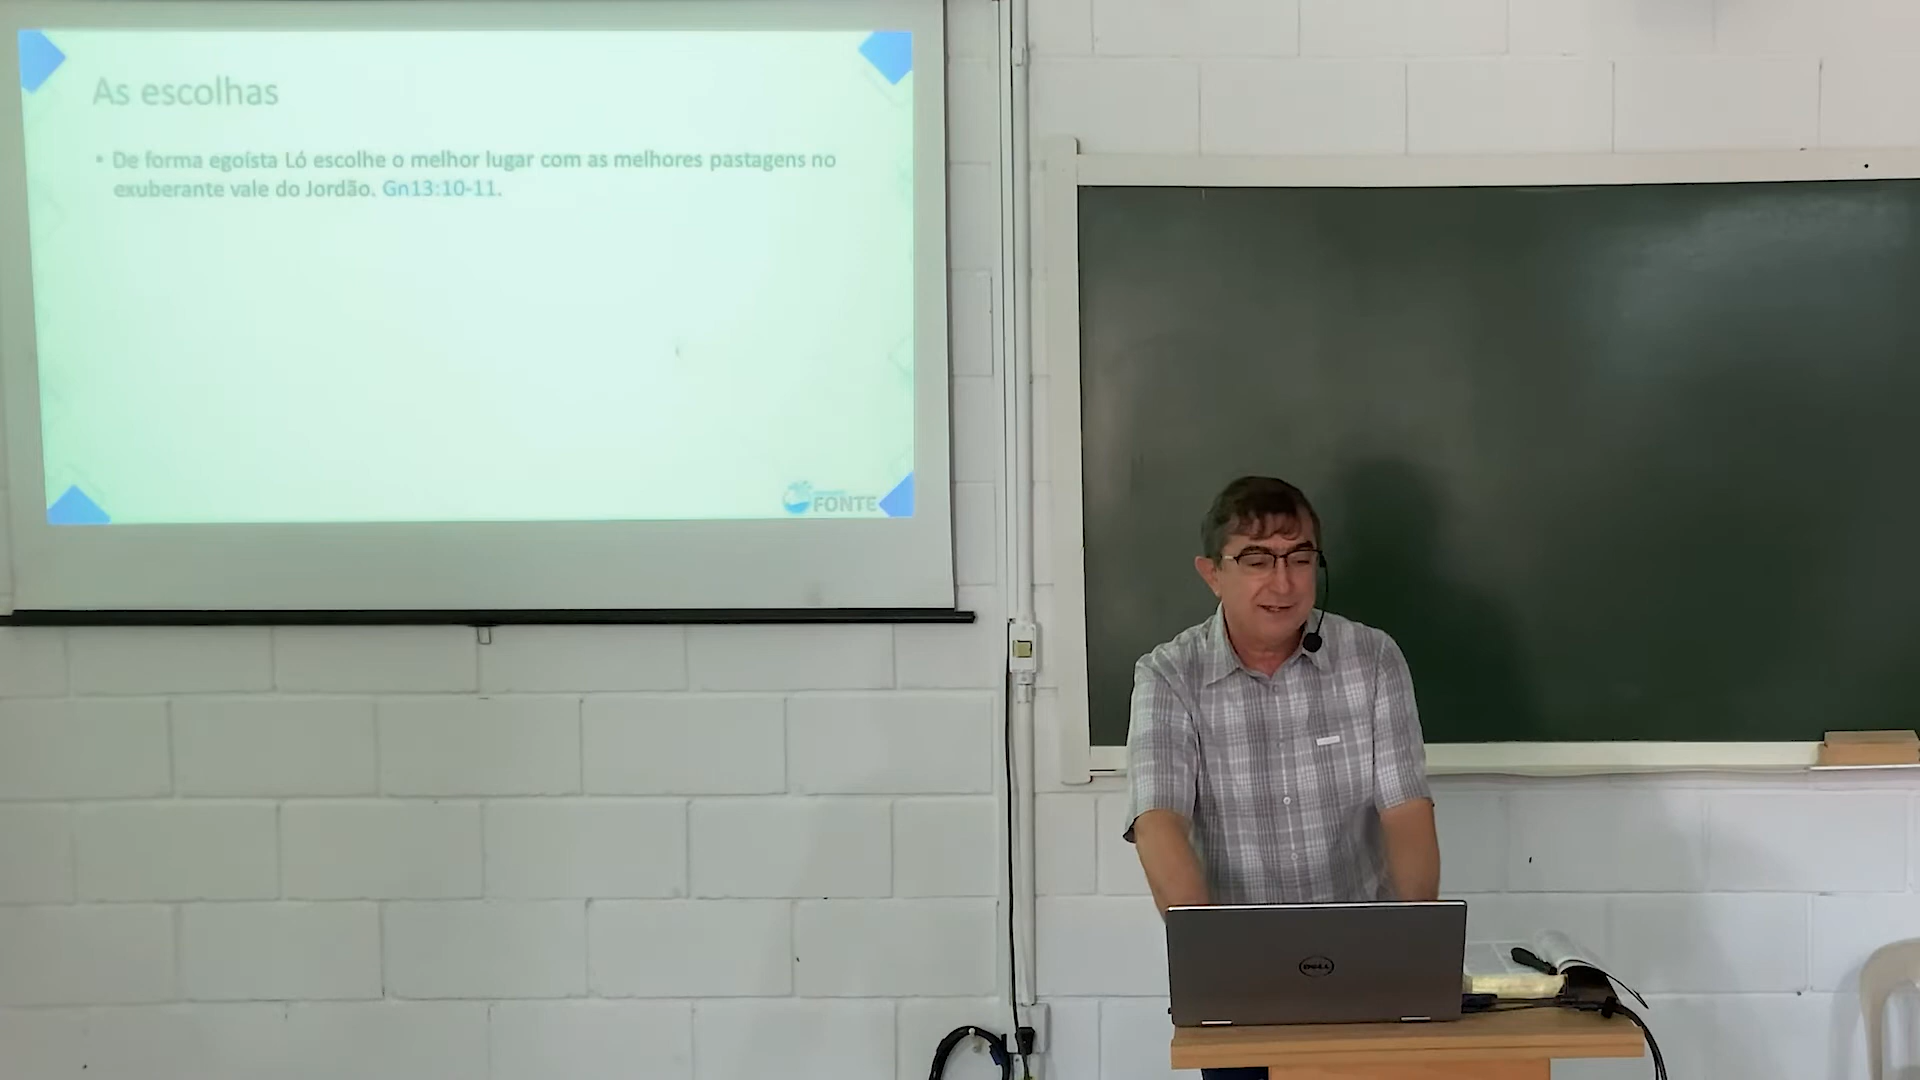 As escolhas
• De forma egoísta Ló escolhe o melhor lugar com as melhores pastagens no
exuberante vale do Jordão. Gn13:10-11.
FONTE
DELL